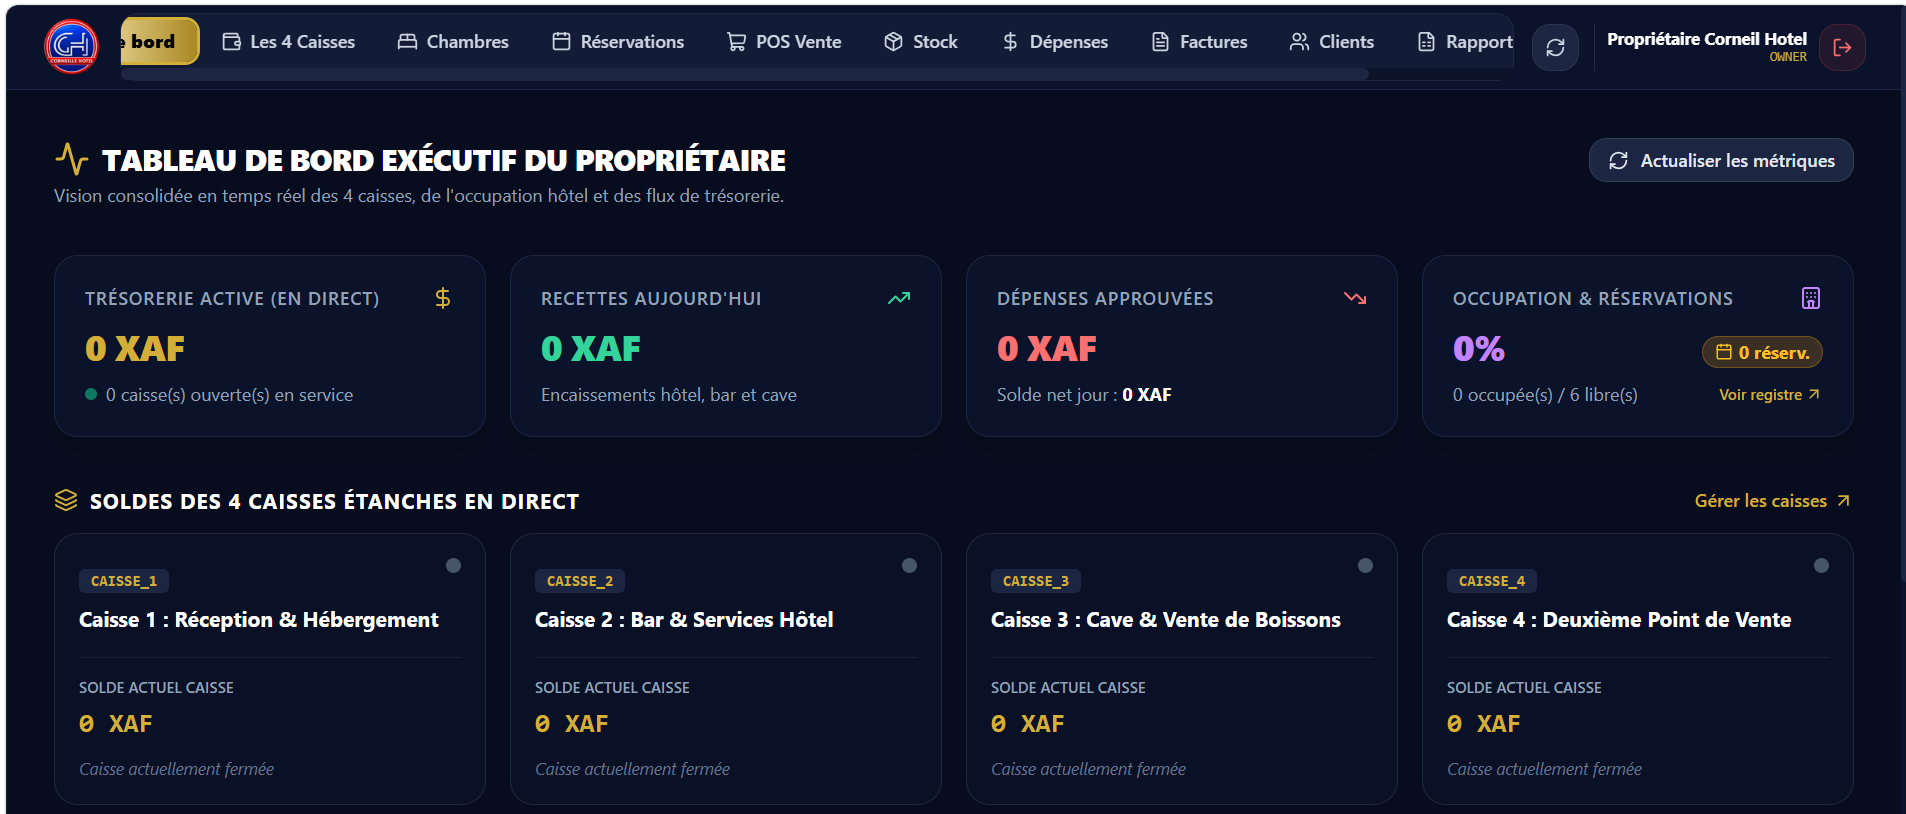 CORNEILLE HOTEL
bord
Les 4 Caisses
Chambres
Réservations
POS Vente
Stock
Dépenses
Factures
Clients
Rapport
Propriétaire Corneil Hotel
OWNER
TABLEAU DE BORD EXÉCUTIF DU PROPRIÉTAIRE
Vision consolidée en temps réel des 4 caisses, de l'occupation hôtel et des flux de trésorerie.
Actualiser les métriques
TRÉSORERIE ACTIVE (EN DIRECT)
0 XAF
0 caisse(s) ouverte(s) en service
RECETTES AUJOURD'HUI
0 XAF
Encaissements hôtel, bar et cave
DÉPENSES APPROUVÉES
0 XAF
Solde net jour : 0 XAF
OCCUPATION & RÉSERVATIONS
0%
0 réserv.
0 occupée(s) / 6 libre(s)
Voir registre
SOLDES DES 4 CAISSES ÉTANCHES EN DIRECT
Gérer les caisses
CAISSE_1
Caisse 1 : Réception & Hébergement
SOLDE ACTUEL CAISSE
0 XAF
Caisse actuellement fermée
CAISSE_2
Caisse 2 : Bar & Services Hôtel
SOLDE ACTUEL CAISSE
0 XAF
Caisse actuellement fermée
CAISSE_3
Caisse 3 : Cave & Vente de Boissons
SOLDE ACTUEL CAISSE
0 XAF
Caisse actuellement fermée
CAISSE_4
Caisse 4 : Deuxième Point de Vente
SOLDE ACTUEL CAISSE
0 XAF
Caisse actuellement fermée